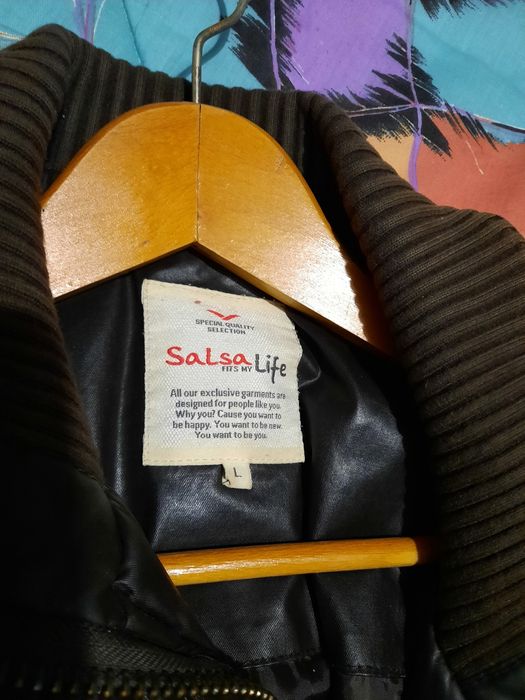 SPECIAL QUALITY
SELECTION
Salsa Life
FITS MY
All our exclusive garments are
designed for people like you.
Why you? Cause you want to
be happy. You want to be new.
You want to be you.
L